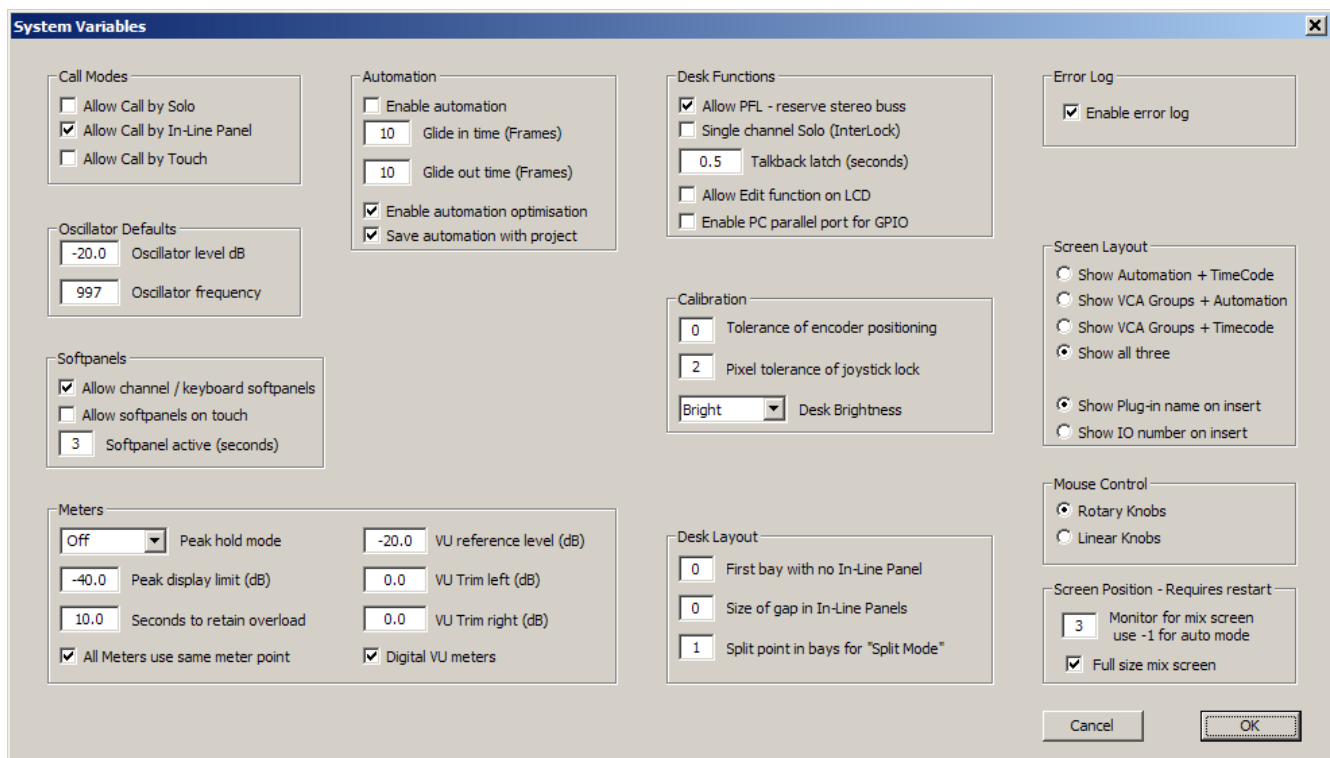 System Variables
Call Modes
Allow Call by Solo
Allow Call by In-Line Panel
Allow Call by Touch
Oscillator Defaults
-20.0 Oscillator level dB
997 Oscillator frequency
Softpanels
Allow channel / keyboard softpanels
Allow softpanels on touch
3 Softpanel active (seconds)
Automation
Enable automation
10 Glide in time (Frames)
10 Glide out time (Frames)
Enable automation optimisation
Save automation with project
Meters
Off Peak hold mode
-40.0 Peak display limit (dB)
10.0 Seconds to retain overload
All Meters use same meter point
-20.0 VU reference level (dB)
0.0 VU Trim left (dB)
0.0 VU Trim right (dB)
Digital VU meters
Desk Functions
Allow PFL - reserve stereo buss
Single channel Solo (InterLock)
0.5 Talkback latch (seconds)
Allow Edit function on LCD
Enable PC parallel port for GPIO
Calibration
0 Tolerance of encoder positioning
2 Pixel tolerance of joystick lock
Bright Desk Brightness
Desk Layout
0 First bay with no In-Line Panel
0 Size of gap in In-Line Panels
1 Split point in bays for "Split Mode"
Error Log
Enable error log
Screen Layout
Show Automation + TimeCode
Show VCA Groups + Automation
Show VCA Groups + Timecode
Show all three
Show Plug-in name on insert
Show IO number on insert
Mouse Control
Rotary Knobs
Linear Knobs
Screen Position - Requires restart
3 Monitor for mix screen
use -1 for auto mode
Full size mix screen
Cancel
OK